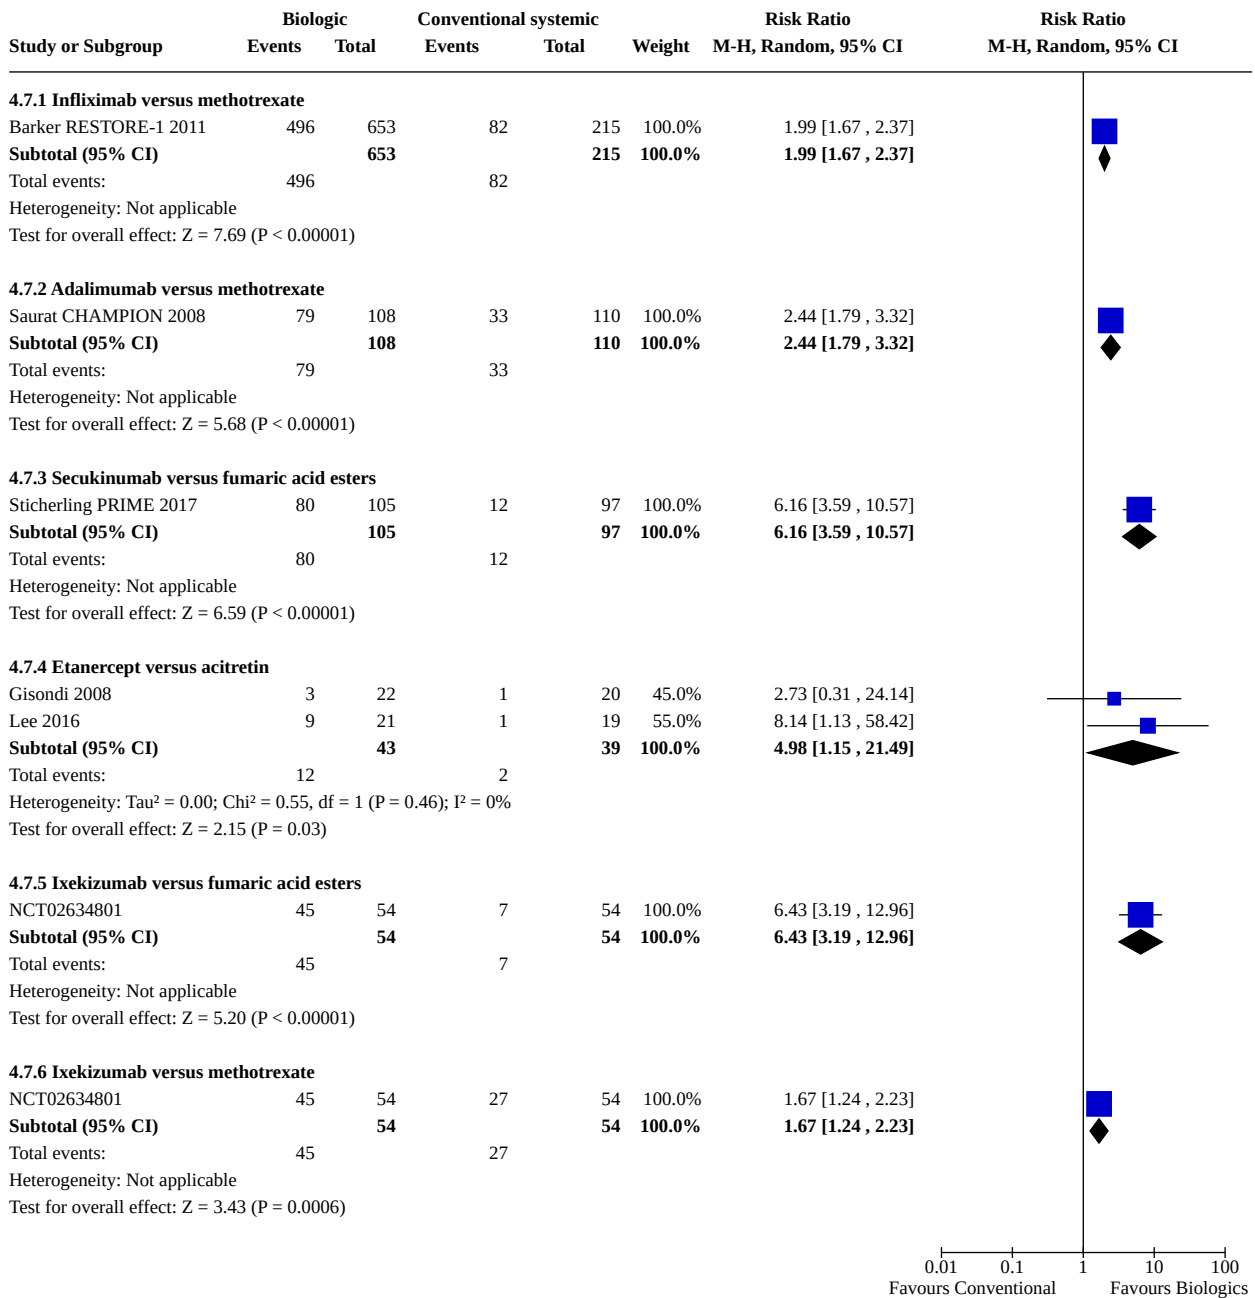 Biologic Conventional systemic Risk Ratio Risk Ratio
Study or Subgroup Events Total Events Total Weight M-H, Random, 95% CI M-H, Random, 95% CI
4.7.1 Infliximab versus methotrexate
Barker RESTORE-1 2011 496 653 82 215 100.0% 1.99 [1.67 , 2.37]
Subtotal (95% CI) 653 215 100.0% 1.99 [1.67 , 2.37]
Total events: 496 82
Heterogeneity: Not applicable
Test for overall effect: Z = 7.69 (P < 0.00001)
4.7.2 Adalimumab versus methotrexate
Saurat CHAMPION 2008 79 108 33 110 100.0% 2.44 [1.79 , 3.32]
Subtotal (95% CI) 108 110 100.0% 2.44 [1.79 , 3.32]
Total events: 79 33
Heterogeneity: Not applicable
Test for overall effect: Z = 5.68 (P < 0.00001)
4.7.3 Secukinumab versus fumaric acid esters
Sticherling PRIME 2017 80 105 12 97 100.0% 6.16 [3.59 , 10.57]
Subtotal (95% CI) 105 97 100.0% 6.16 [3.59 , 10.57]
Total events: 80 12
Heterogeneity: Not applicable
Test for overall effect: Z = 6.59 (P < 0.00001)
4.7.4 Etanercept versus acitretin
Gisondi 2008 3 22 1 20 45.0% 2.73 [0.31 , 24.14]
Lee 2016 9 21 1 19 55.0% 8.14 [1.13 , 58.42]
Subtotal (95% CI) 43 39 100.0% 4.98 [1.15 , 21.49]
Total events: 12 2
Heterogeneity: Tau² = 0.00; Chi² = 0.55, df = 1 (P = 0.46); I² = 0%
Test for overall effect: Z = 2.15 (P = 0.03)
4.7.5 Ixekizumab versus fumaric acid esters
NCT02634801 45 54 7 54 100.0% 6.43 [3.19 , 12.96]
Subtotal (95% CI) 54 54 100.0% 6.43 [3.19 , 12.96]
Total events: 45 7
Heterogeneity: Not applicable
Test for overall effect: Z = 5.20 (P < 0.00001)
4.7.6 Ixekizumab versus methotrexate
NCT02634801 45 54 27 54 100.0% 1.67 [1.24 , 2.23]
Subtotal (95% CI) 54 54 100.0% 1.67 [1.24 , 2.23]
Total events: 45 27
Heterogeneity: Not applicable
Test for overall effect: Z = 3.43 (P = 0.0006)
0.01 0.1 1 10 100
Favours Conventional Favours Biologics